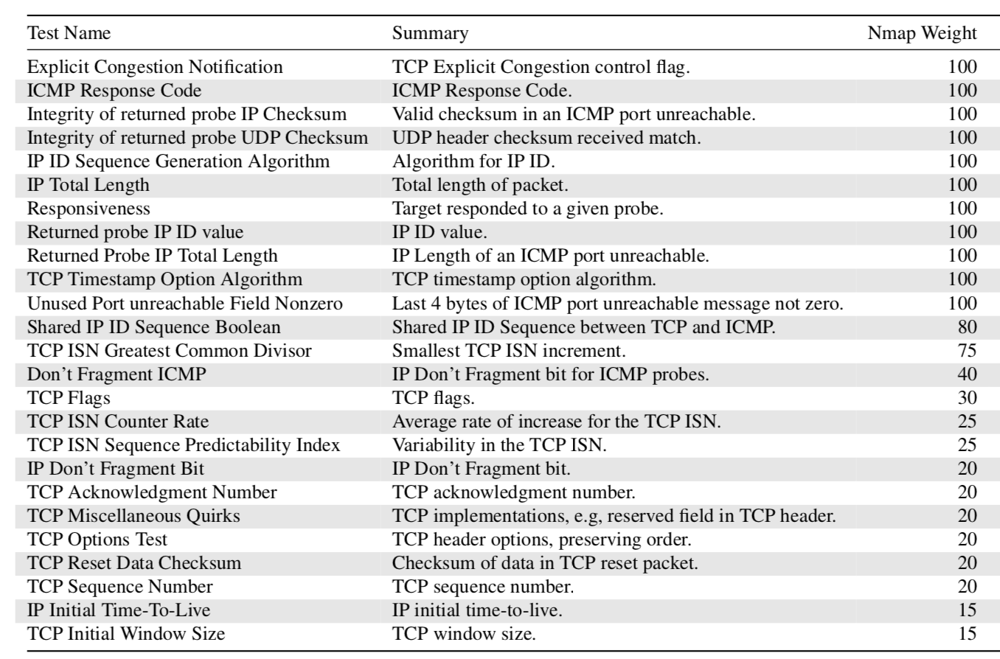 Test Name Summary Nmap Weight
Explicit Congestion Notification TCP Explicit Congestion control flag. 100
ICMP Response Code ICMP Response Code. 100
Integrity of returned probe IP Checksum Valid checksum in an ICMP port unreachable. 100
Integrity of returned probe UDP Checksum UDP header checksum received match. 100
IP ID Sequence Generation Algorithm Algorithm for IP ID. 100
IP Total Length Total length of packet. 100
Responsiveness Target responded to a given probe. 100
Returned probe IP ID value IP ID value. 100
Returned Probe IP Total Length IP Length of an ICMP port unreachable. 100
TCP Timestamp Option Algorithm TCP timestamp option algorithm. 100
Unused Port unreachable Field Nonzero Last 4 bytes of ICMP port unreachable message not zero. 100
Shared IP ID Sequence Boolean Shared IP ID Sequence between TCP and ICMP. 80
TCP ISN Greatest Common Divisor Smallest TCP ISN increment. 75
Don't Fragment ICMP IP Don't Fragment bit for ICMP probes. 40
TCP Flags TCP flags. 30
TCP ISN Counter Rate Average rate of increase for the TCP ISN. 25
TCP ISN Sequence Predictability Index Variability in the TCP ISN. 25
IP Don't Fragment Bit IP Don't Fragment bit. 20
TCP Acknowledgment Number TCP acknowledgment number. 20
TCP Miscellaneous Quirks TCP implementations, e.g, reserved field in TCP header. 20
TCP Options Test TCP header options, preserving order. 20
TCP Reset Data Checksum Checksum of data in TCP reset packet. 20
TCP Sequence Number TCP sequence number. 20
IP Initial Time-To-Live IP initial time-to-live. 15
TCP Initial Window Size TCP window size. 15